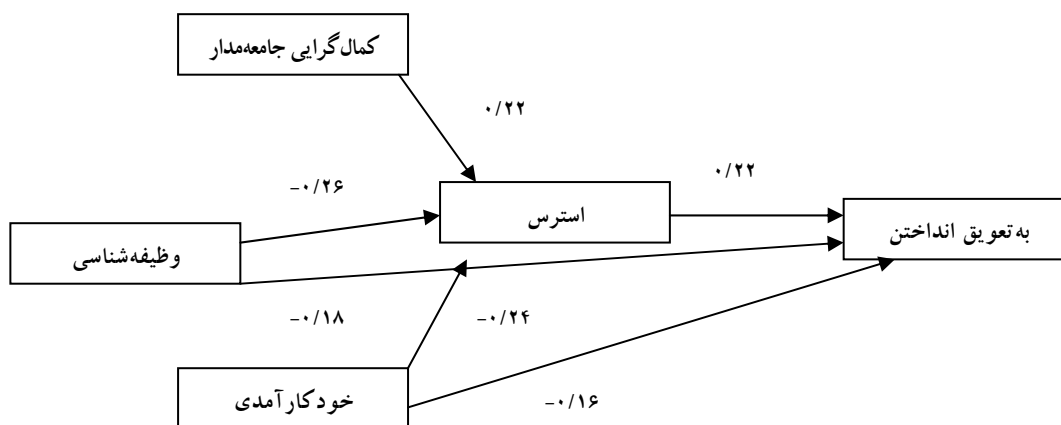 کمال‌گرایی جامعه‌مدار
۰/۲۲
۰/۲۲
-۰/۲۶
استرس
به‌تعویق انداختن
وظیفه‌شناسی
-۰/۱۸
-۰/۲۴
خودکارآمدی
-۰/۱۶